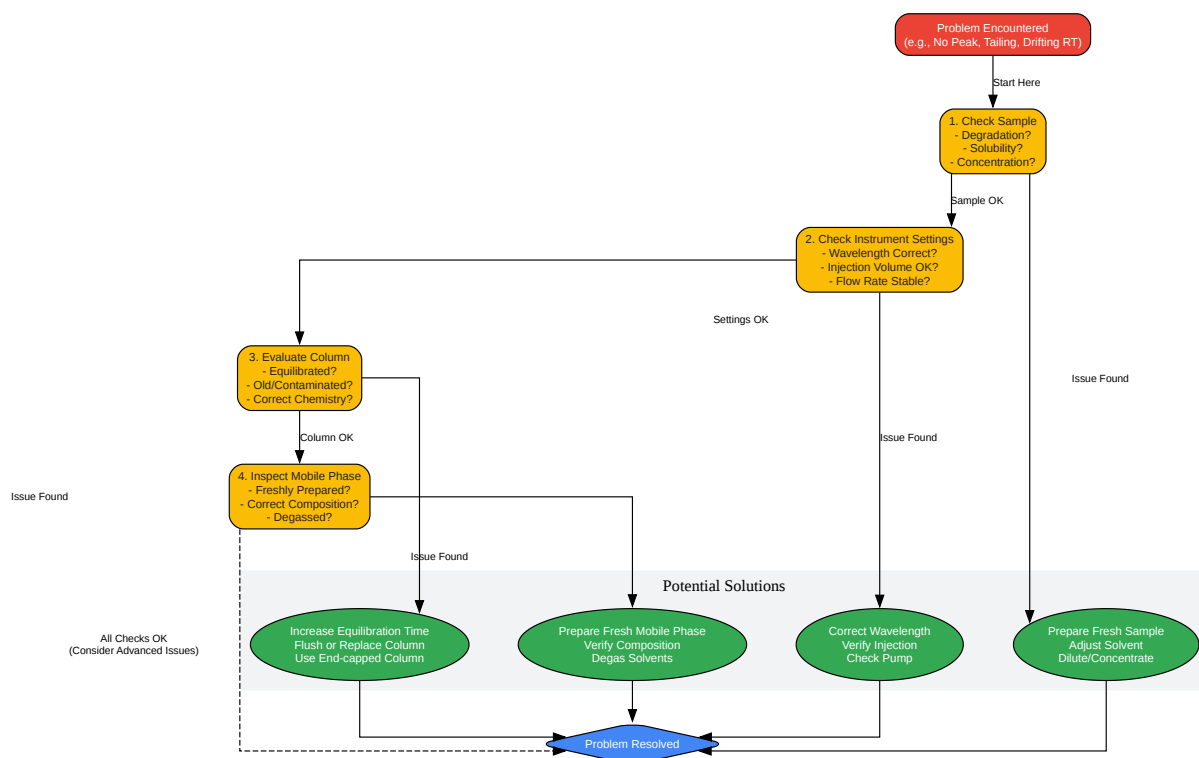 Problem Encountered
(e.g., No Peak, Tailing, Drifting RT)
Start Here
1. Check Sample
- Degradation?
- Solubility?
- Concentration?
Sample OK
2. Check Instrument Settings
- Wavelength Correct?
- Injection Volume OK?
- Flow Rate Stable?
Settings OK
3. Evaluate Column
- Equilibrated?
- Old/Contaminated?
- Correct Chemistry?
Issue Found
Column OK
Issue Found
4. Inspect Mobile Phase
- Freshly Prepared?
- Correct Composition?
- Degassed?
Issue Found
Issue Found
Potential Solutions
All Checks OK
(Consider Advanced Issues)
Increase Equilibration Time
Flush or Replace Column
Use End-capped Column
Prepare Fresh Mobile Phase
Verify Composition
Degas Solvents
Correct Wavelength
Verify Injection
Check Pump
Prepare Fresh Sample
Adjust Solvent
Dilute/Concentrate
Problem Resolved